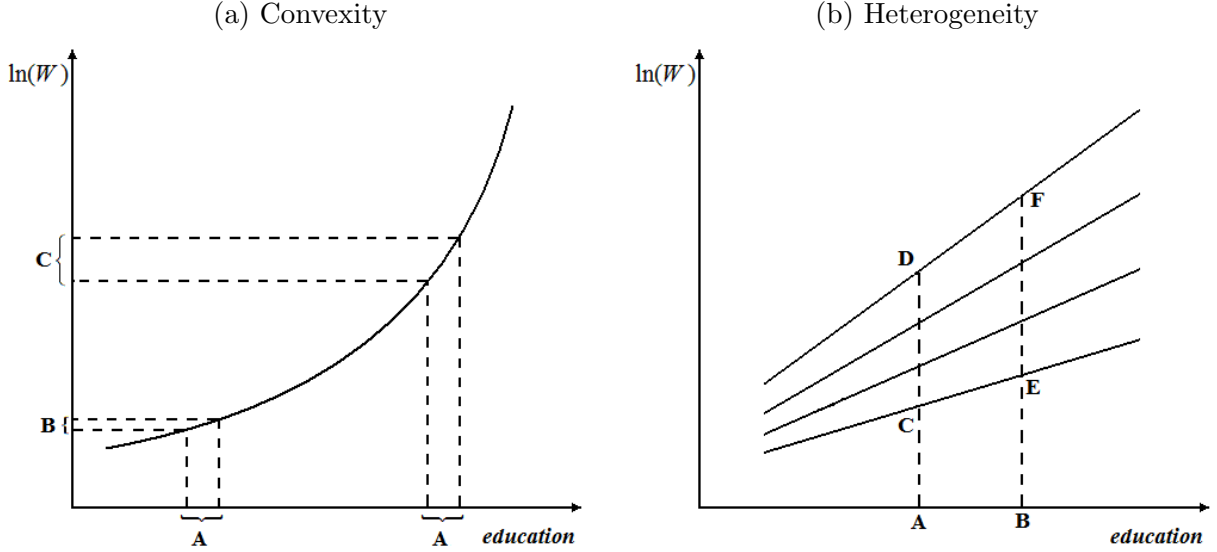 (a) Convexity
ln(W)
C
B
A
A
education
(b) Heterogeneity
ln(W)
F
D
E
C
A
B
education